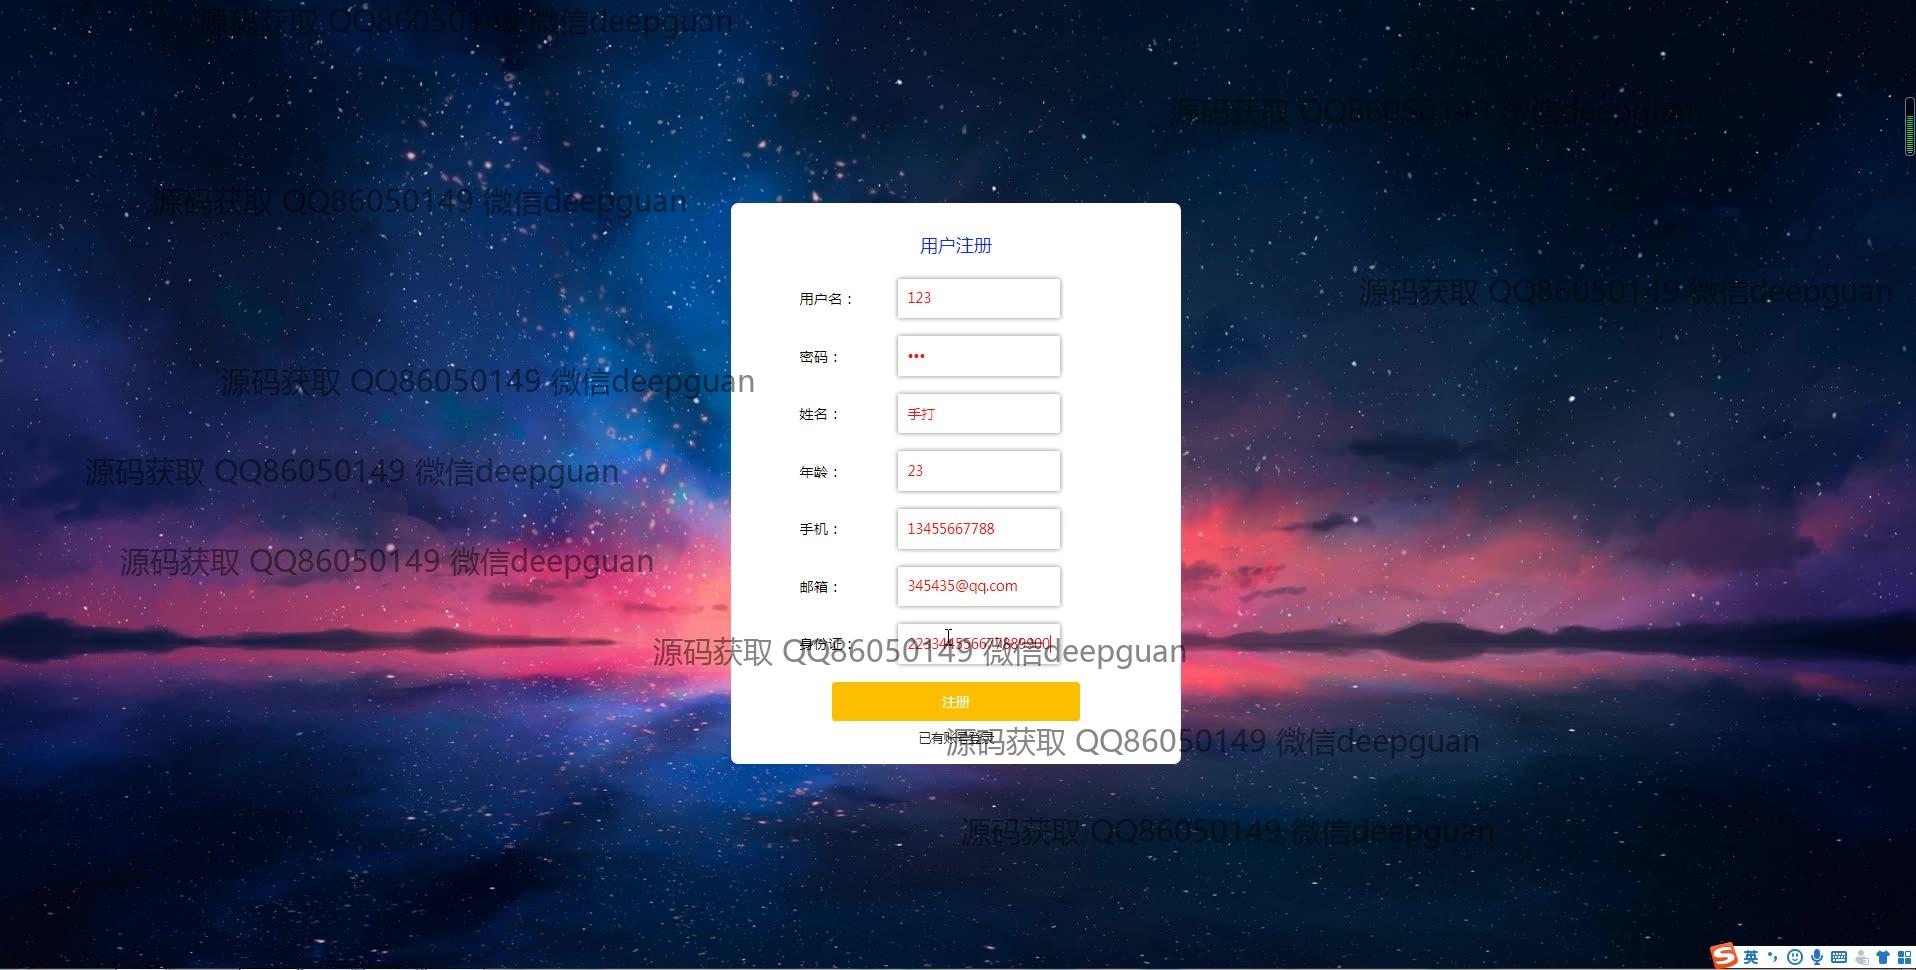 源码获取 QQ86050149 微信deepguan
源码获取 QQ86050149 微信deepguan
源码获取 QQ86050149 微信deepguan
用户注册
源码获取 QQ86050149 微信deepguan
用户名：
123
密码：
•••
源码获取 QQ86050149 微信deepguan
姓名：
手打
源码获取 QQ86050149 微信deepguan
年龄：
23
手机：
13455667788
源码获取 QQ86050149 微信deepguan
邮箱：
345435@qq.com
身份证：
223344556677889900
源码获取 QQ86050149 微信deepguan
注册
已有账号登录
源码获取 QQ86050149 微信deepguan
源码获取 QQ86050149 微信deepguan
英